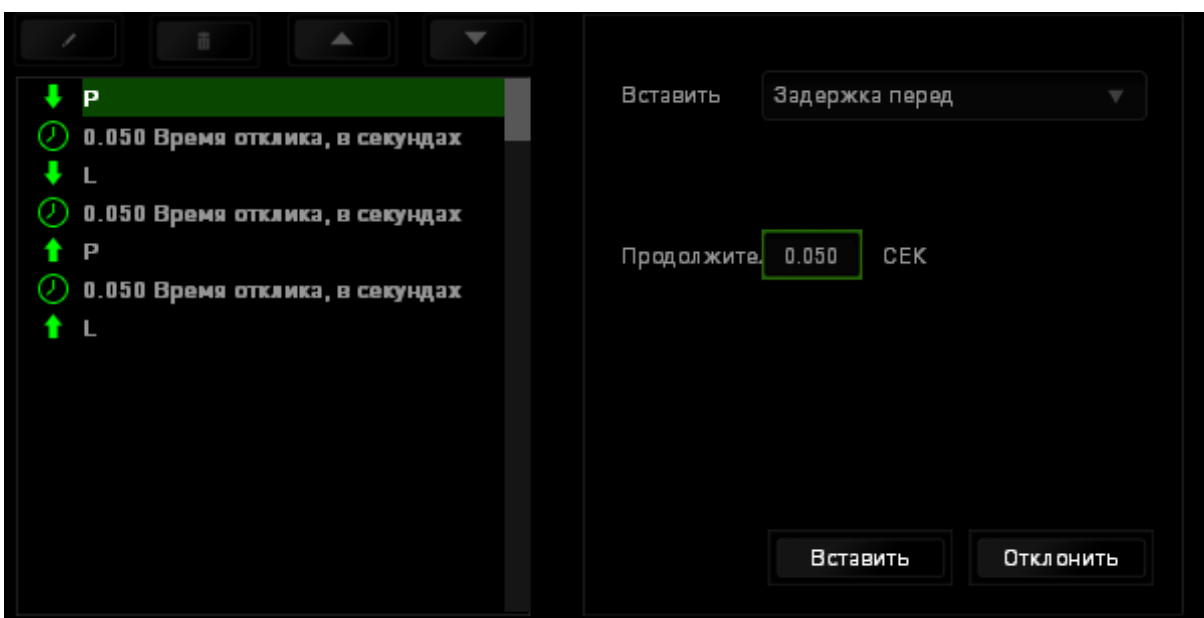 P
0.050 Время отклика, в секундах
L
0.050 Время отклика, в секундах
P
0.050 Время отклика, в секундах
L
Вставить Задержка перед
Продолжите. 0.050 СЕК
Вставить Отклонить